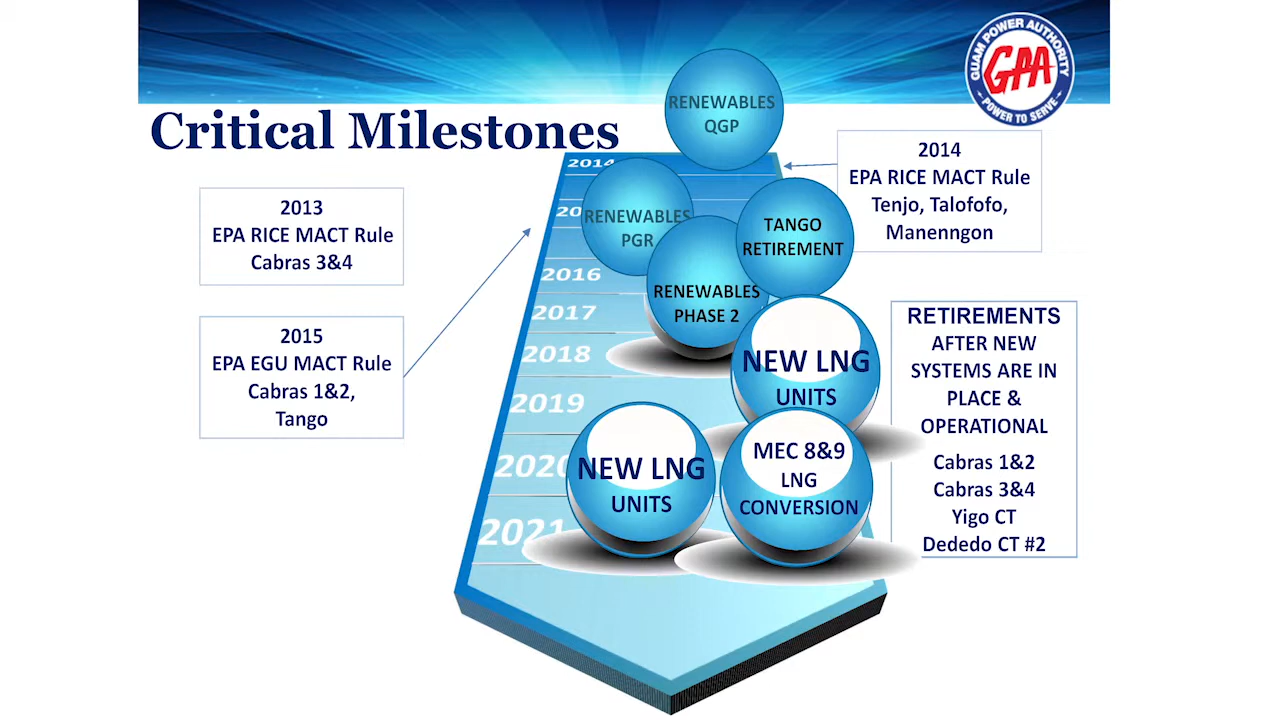 GUAM POWER AUTHORITY
GPA
POWER TO SERVE
Critical Milestones
RENEWABLES
QGP
2014
EPA RICE MACT Rule
Tenjo, Talofofo,
Manenngon
2013
EPA RICE MACT Rule
Cabras 3&4
2015
EPA EGU MACT Rule
Cabras 1&2,
Tango
2014
RENEWABLES
PGR
TANGO
RETIREMENT
2016
RENEWABLES
PHASE 2
2017
2018
2019
2020
2021
NEW LNG
UNITS
NEW LNG
UNITS
MEC 8&9
LNG
CONVERSION
RETIREMENTS
AFTER NEW
SYSTEMS ARE IN
PLACE &
OPERATIONAL
Cabras 1&2
Cabras 3&4
Yigo CT
Dededo CT #2